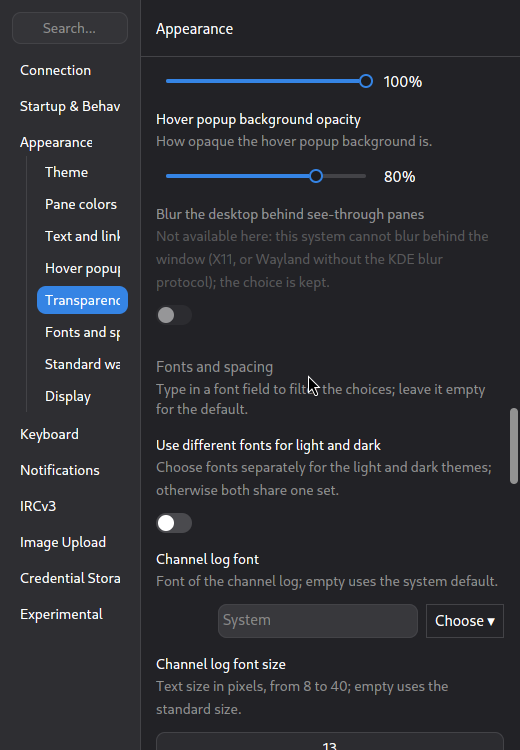 Search...
Connection
Startup & Behav
Appearance
Theme
Pane colors
Text and link
Hover popup
Transparenc
Fonts and sp
Standard wa
Display
Keyboard
Notifications
IRCv3
Image Upload
Credential Stora
Experimental
Appearance
100%
Hover popup background opacity
How opaque the hover popup background is.
80%
Blur the desktop behind see-through panes
Not available here: this system cannot blur behind the
window (X11, or Wayland without the KDE blur
protocol); the choice is kept.
Fonts and spacing
Type in a font field to filter the choices; leave it empty
for the default.
Use different fonts for light and dark
Choose fonts separately for the light and dark themes;
otherwise both share one set.
Channel log font
Font of the channel log; empty uses the system default.
System
Choose ▾
Channel log font size
Text size in pixels, from 8 to 40; empty uses the
standard size.
13